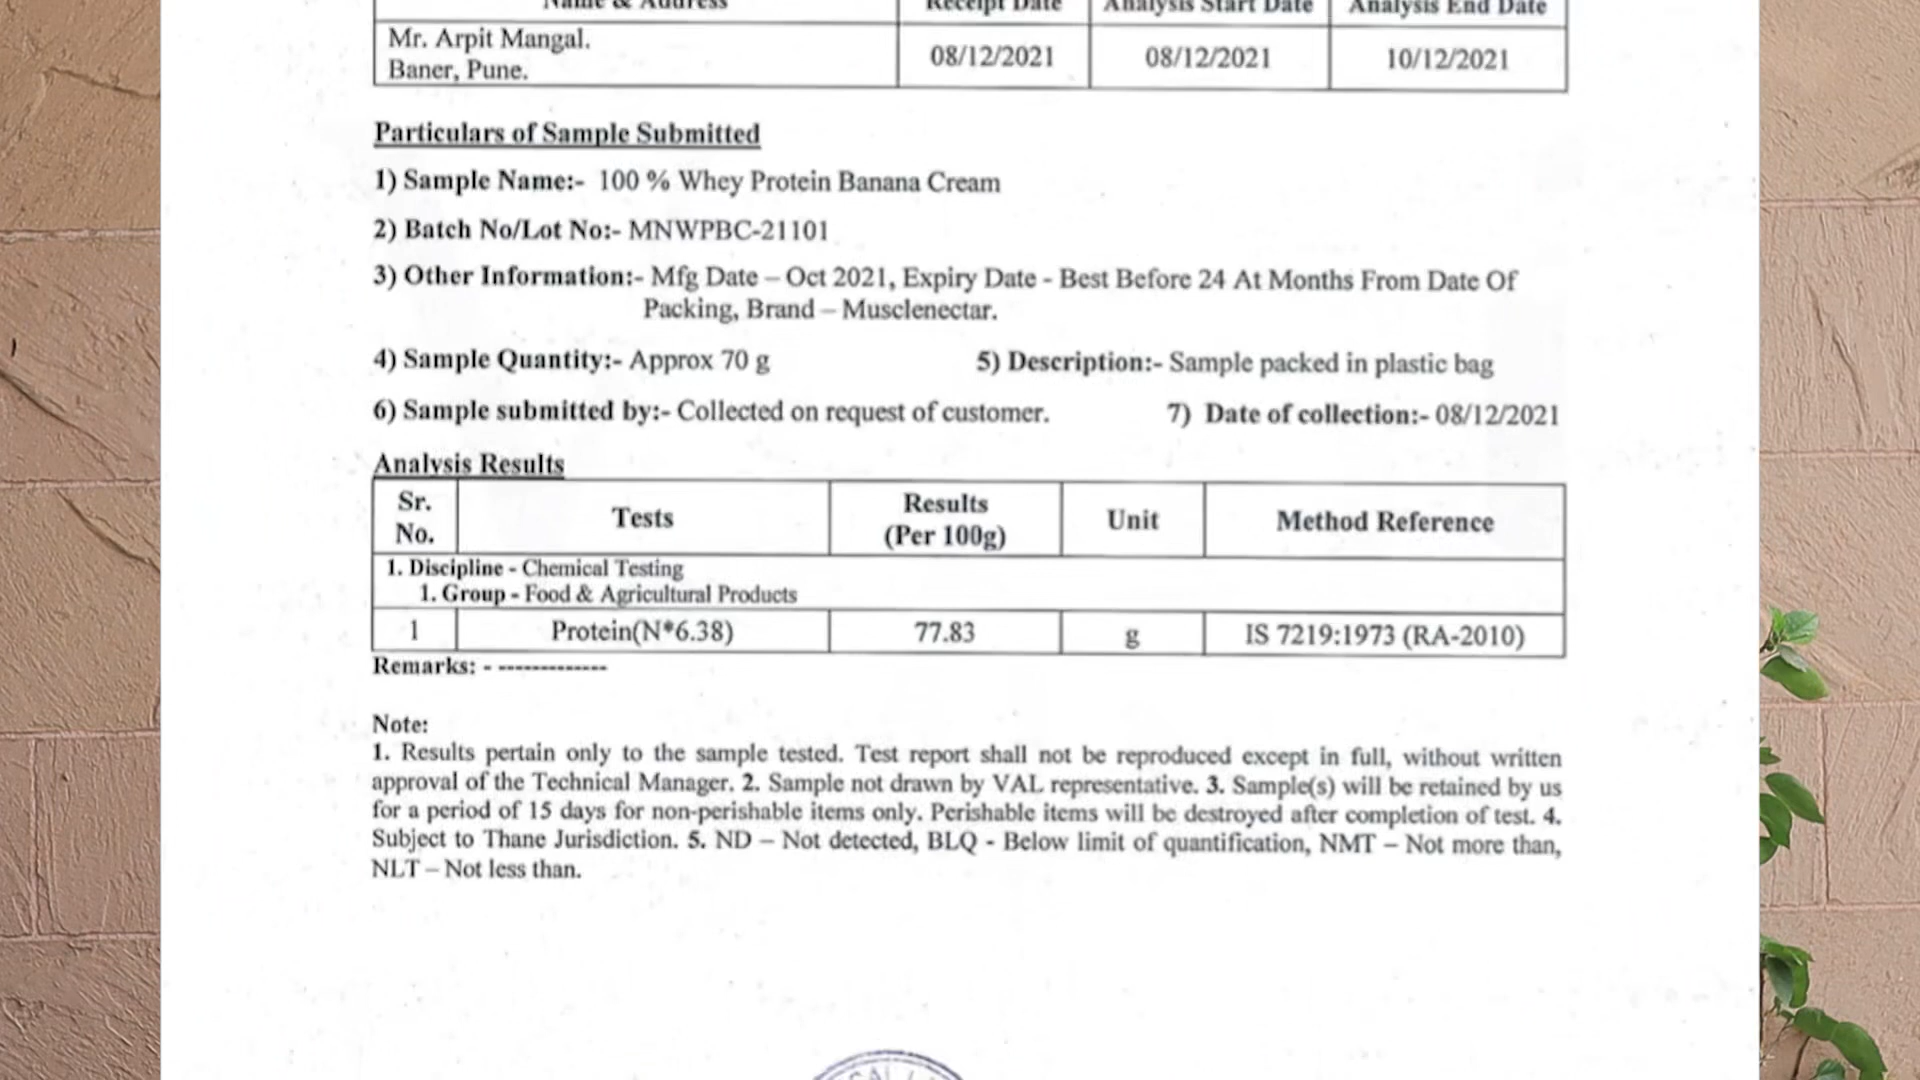 Name & Address Receipt Date Analysis Start Date Analysis End Date
Mr. Arpit Mangal.
Baner, Pune.
08/12/2021 08/12/2021 10/12/2021
Particulars of Sample Submitted
1) Sample Name:- 100 % Whey Protein Banana Cream
2) Batch No/Lot No:- MNWPBC-21101
3) Other Information:- Mfg Date – Oct 2021, Expiry Date - Best Before 24 At Months From Date Of
Packing, Brand – Musclenectar.
4) Sample Quantity:- Approx 70 g 5) Description:- Sample packed in plastic bag
6) Sample submitted by:- Collected on request of customer. 7) Date of collection:- 08/12/2021
Analysis Results
Sr. No. Tests Results (Per 100g) Unit Method Reference
1. Discipline - Chemical Testing
1. Group - Food & Agricultural Products
1 Protein(N*6.38) 77.83 g IS 7219:1973 (RA-2010)
Remarks: - -------------
Note:
1. Results pertain only to the sample tested. Test report shall not be reproduced except in full, without written
approval of the Technical Manager. 2. Sample not drawn by VAL representative. 3. Sample(s) will be retained by us
for a period of 15 days for non-perishable items only. Perishable items will be destroyed after completion of test. 4.
Subject to Thane Jurisdiction. 5. ND – Not detected, BLQ - Below limit of quantification, NMT – Not more than,
NLT – Not less than.